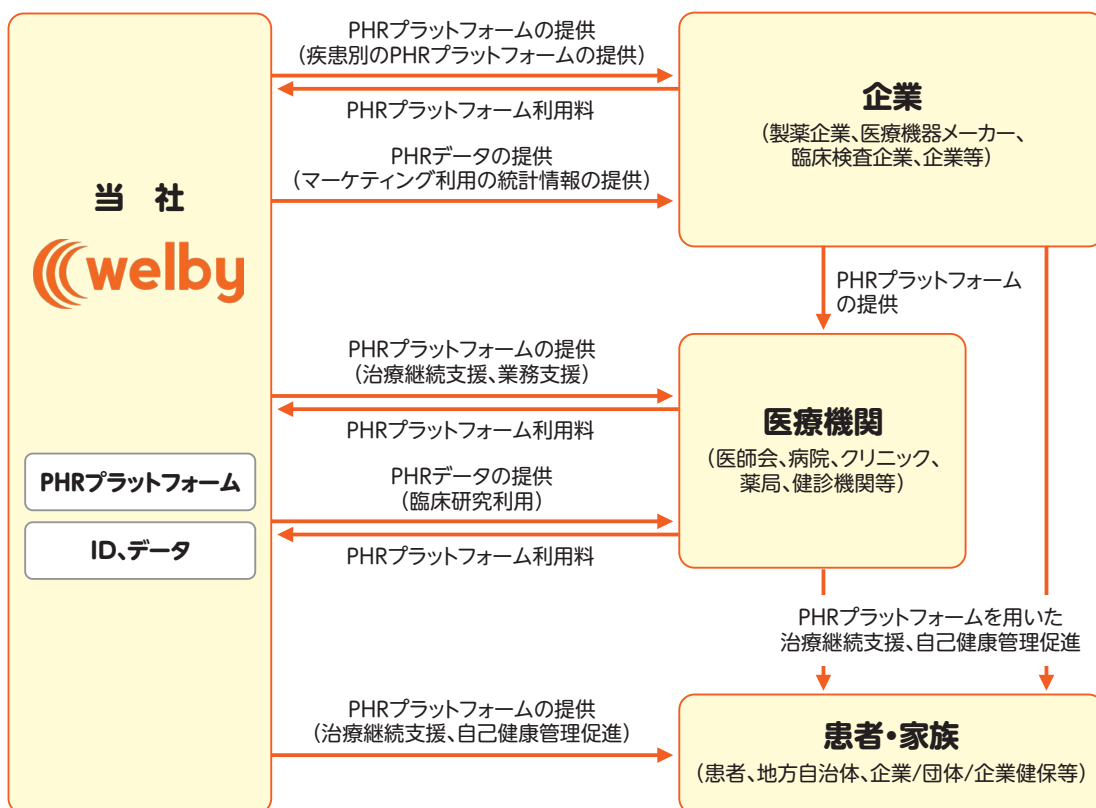 当 社
welby
PHRプラットフォーム
ID、データ
PHRプラットフォームの提供
(疾患別のPHRプラットフォームの提供)
PHRプラットフォーム利用料
PHRデータの提供
(マーケティング利用の統計情報の提供)
企業
(製薬企業、医療機器メーカー、
臨床検査企業、企業等)
PHRプラットフォーム
の提供
PHRプラットフォームの提供
(治療継続支援、業務支援)
PHRプラットフォーム利用料
PHRデータの提供
(臨床研究利用)
PHRプラットフォーム利用料
医療機関
(医師会、病院、クリニック、
薬局、健診機関等)
PHRプラットフォームを用いた
治療継続支援、自己健康管理促進
PHRプラットフォームの提供
(治療継続支援、自己健康管理促進)
患者・家族
(患者、地方自治体、企業/団体/企業健保等)